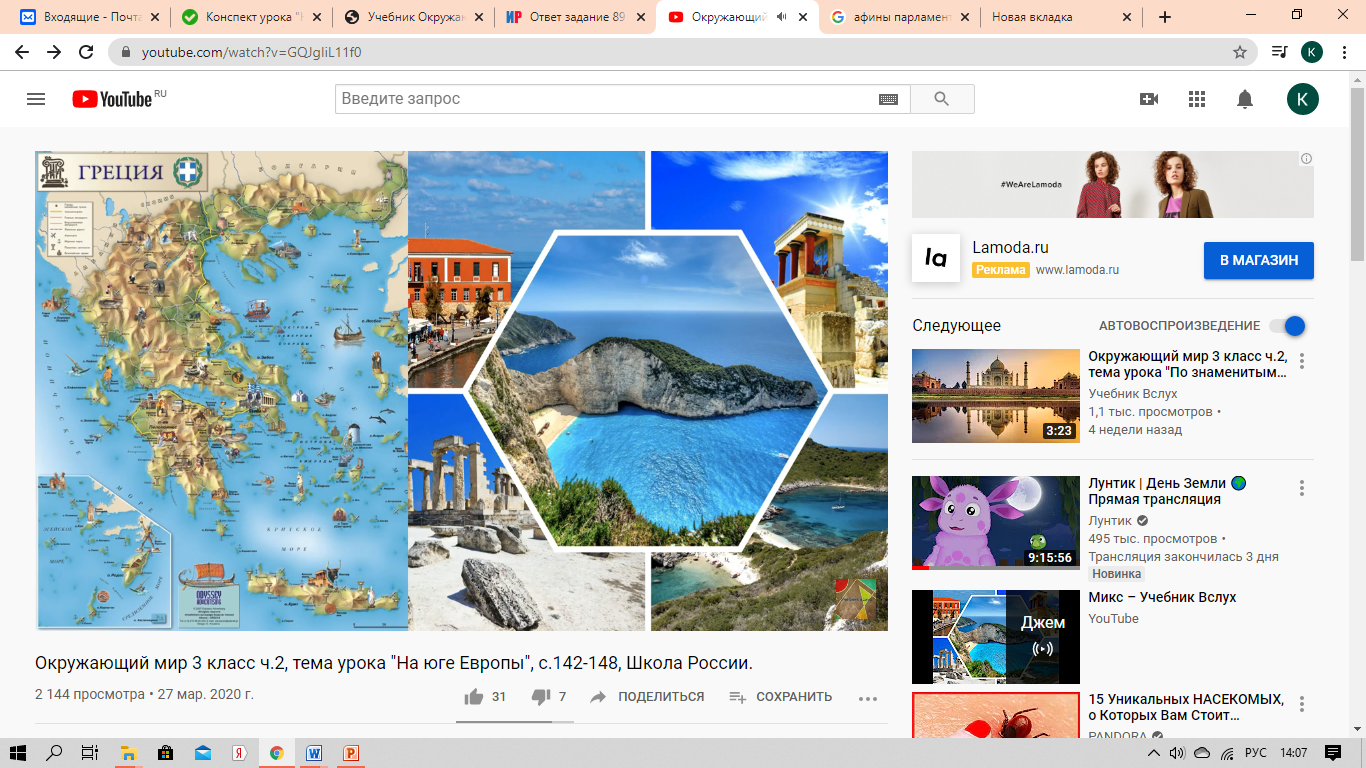 Входящие - Почта
Конспект урока "Н
Учебник Окружаю
Ответ задание 89
Окружающий
афины парламент
Новая вкладка
youtube.com/watch?v=GQJgIiL11f0
K
YouTube RU
Введите запрос
K
ГРЕЦИЯ
КРИТСКОЕ
МОРЕ
ODYSSEY
#WeAreLamoda
la
Lamoda.ru
Реклама www.lamoda.ru
В МАГАЗИН
Следующее
АВТОВОСПРОИЗВЕДЕНИЕ
Окружающий мир 3 класс ч.2,
тема урока "По знаменитым...
Учебник Вслух
1,1 тыс. просмотров •
4 недели назад
3:23
Лунтик | День Земли
Прямая трансляция
Лунтик
495 тыс. просмотров •
Трансляция закончилась 3 дня
Новинка
9:15:56
Микс – Учебник Вслух
YouTube
Джем
15 Уникальных НАСЕКОМЫХ,
о Которых Вам Стоит...
PANDORA
Окружающий мир 3 класс ч.2, тема урока "На юге Европы", с.142-148, Школа России.
2 144 просмотра • 27 мар. 2020 г.
31
7
ПОДЕЛИТЬСЯ
СОХРАНИТЬ
РУС
14:07